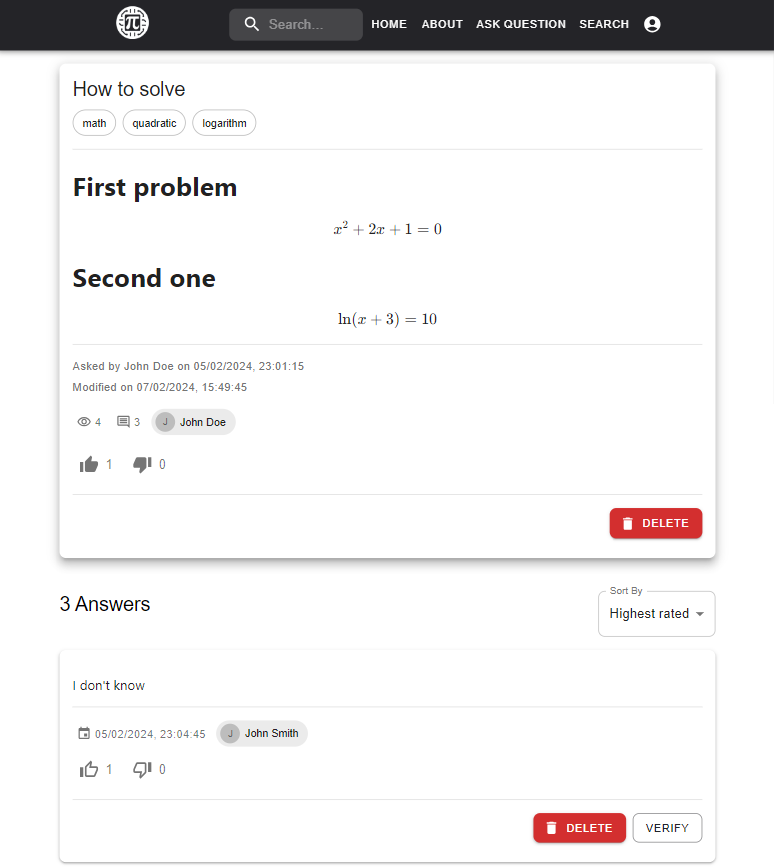 π Search... HOME ABOUT ASK QUESTION SEARCH
How to solve
math quadratic logarithm
First problem
x² + 2x + 1 = 0
Second one
ln(x + 3) = 10
Asked by John Doe on 05/02/2024, 23:01:15
Modified on 07/02/2024, 15:49:45
4 3 J John Doe
1 0
DELETE
3 Answers
Sort By
Highest rated
I don't know
05/02/2024, 23:04:45 J John Smith
1 0
DELETE VERIFY